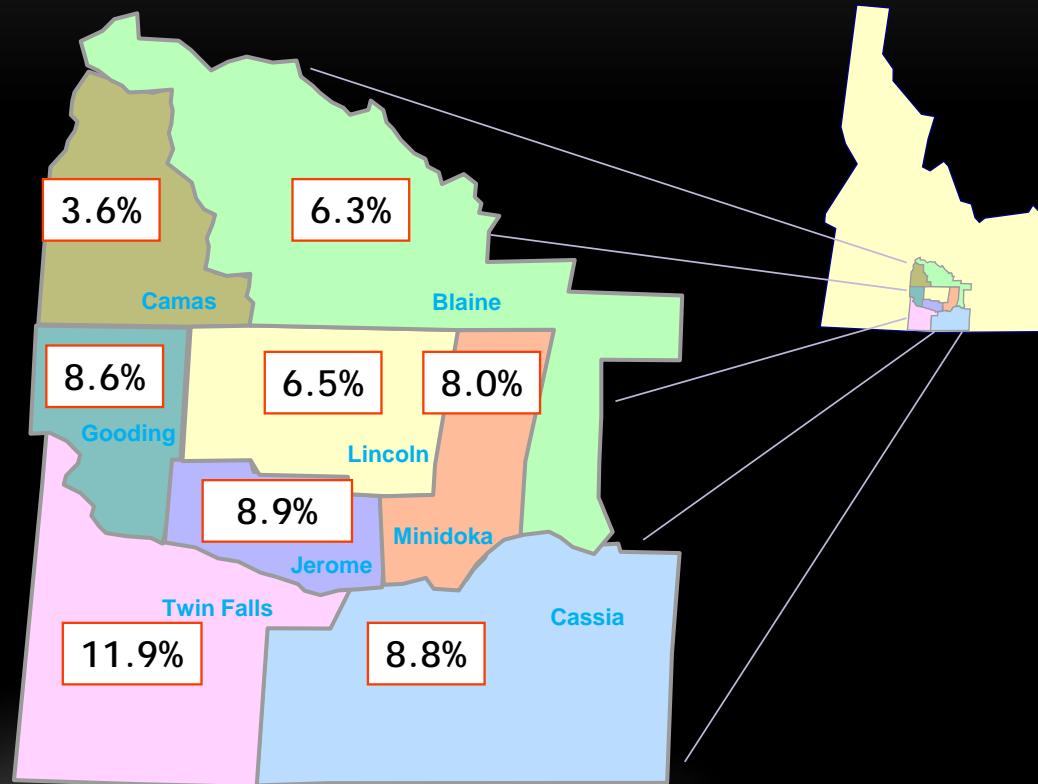 3.6%
6.3%
Camas
Blaine
8.6%
6.5%
8.0%
Gooding
Lincoln
8.9%
Minidoka
Jerome
Twin Falls
Cassia
11.9%
8.8%